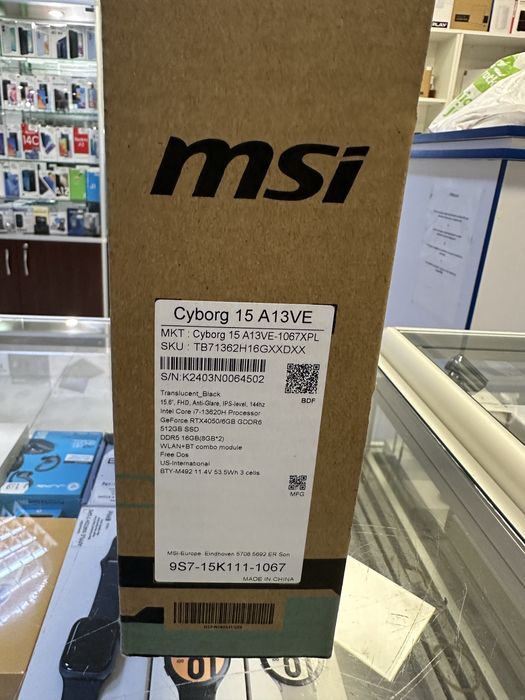 msi
Cyborg 15 A13VE
MKT : Cyborg 15 A13VE-1067XPL
SKU : TB71362H16GXXDXX
S/N:K2403N0064502
BDF
Translucent_Black
15.6", FHD, Anti-Glare, IPS-level, 144hz
Intel Core i7-13620H Processor
GeForce RTX4050/6GB GDDR6
512GB SSD
DDR5 16GB(8GB*2)
WLAN+BT combo module
Free Dos
US-International
BTY-M492 11.4V 53.5Wh 3 cells
MFG
MSI-Europe: Eindhoven 5706 5692 ER Son
9S7-15K111-1067
MADE IN CHINA
PLAY
14C
A12